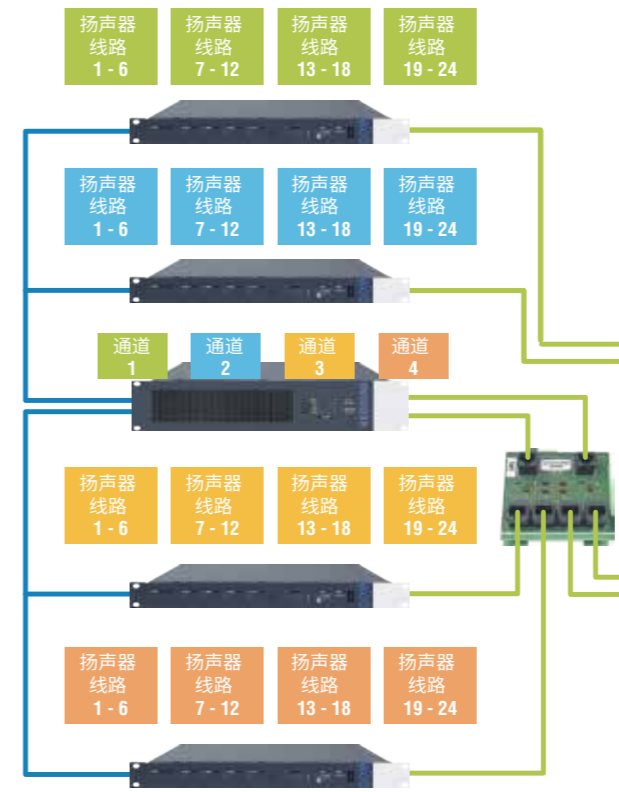 扬声器
线路
1 - 6
扬声器
线路
7 - 12
扬声器
线路
13 - 18
扬声器
线路
19 - 24
扬声器
线路
1 - 6
扬声器
线路
7 - 12
扬声器
线路
13 - 18
扬声器
线路
19 - 24
通道
1
通道
2
通道
3
通道
4
扬声器
线路
1 - 6
扬声器
线路
7 - 12
扬声器
线路
13 - 18
扬声器
线路
19 - 24
扬声器
线路
1 - 6
扬声器
线路
7 - 12
扬声器
线路
13 - 18
扬声器
线路
19 - 24